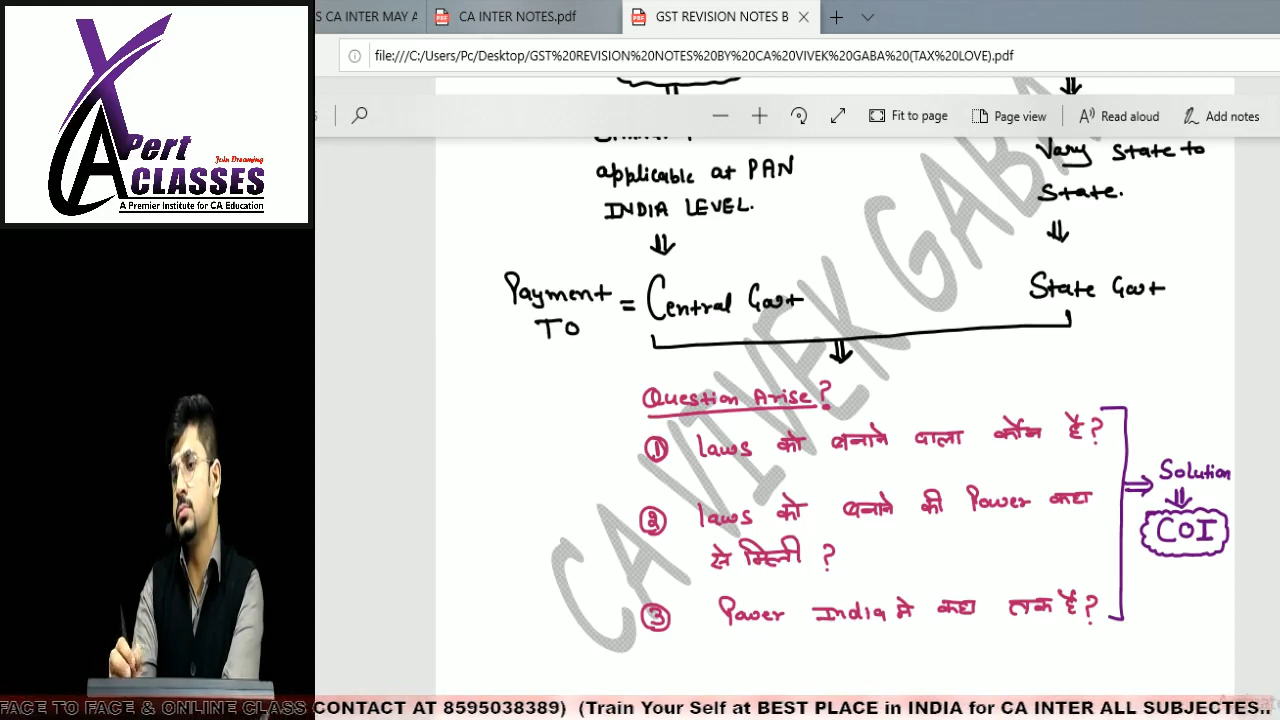 S CA INTER MAY A
CA INTED NOTES.pdf
GST REVISION NOTES B
file:///C:/Users/Pc/Desktop/GST%20REVISION%20NOTES%20BY%20CA%20VIVEK%20GABA%20(TAX%20LOVE).pdf
Fit to page
Page view
Read aloud
Add notes
XPert
Join Dreaming
CA CLASSES
A Premier Institute for CA Education
applicable at PAN
INDIA LEVEL.
Vary State to
State.
Payment
TO
= Central Govt
State Govt
Question Arise?
① laws को बनाने वाला कौन है?
② laws को बनाने की Power कहा
से मिली ?
③ Power India मे कहा तक है?
Solution
COI
CA VIVEK GABA
FACE TO FACE & ONLINE CLASS CONTACT AT 8595038389) (Train Your Self at BEST PLACE in INDIA for CA INTER ALL SUBJECTES..